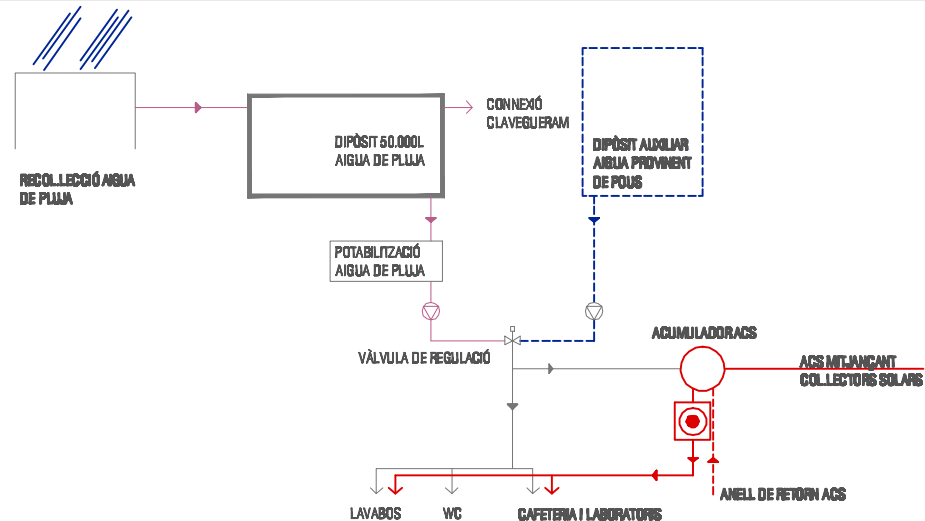 CONNEXIÓ
CLAVEGUERAM
DIPÒSIT 50.000L
AIGUA DE PLUJA
DIPÒSIT AUXILIAR
AIGUA PROVINENT
DE POUS
RECOL.LECCIÓ AIGUA
DE PLUJA
POTABILITZACIÓ
AIGUA DE PLUJA
VÀLVULA DE REGULACIÓ
ACUMULADOR ACS
ACS MITJANÇANT
COL.LECTORS SOLARS
ANELL DE RETORN ACS
LAVABOS
WC
CAFETERIA I LABORATORIS